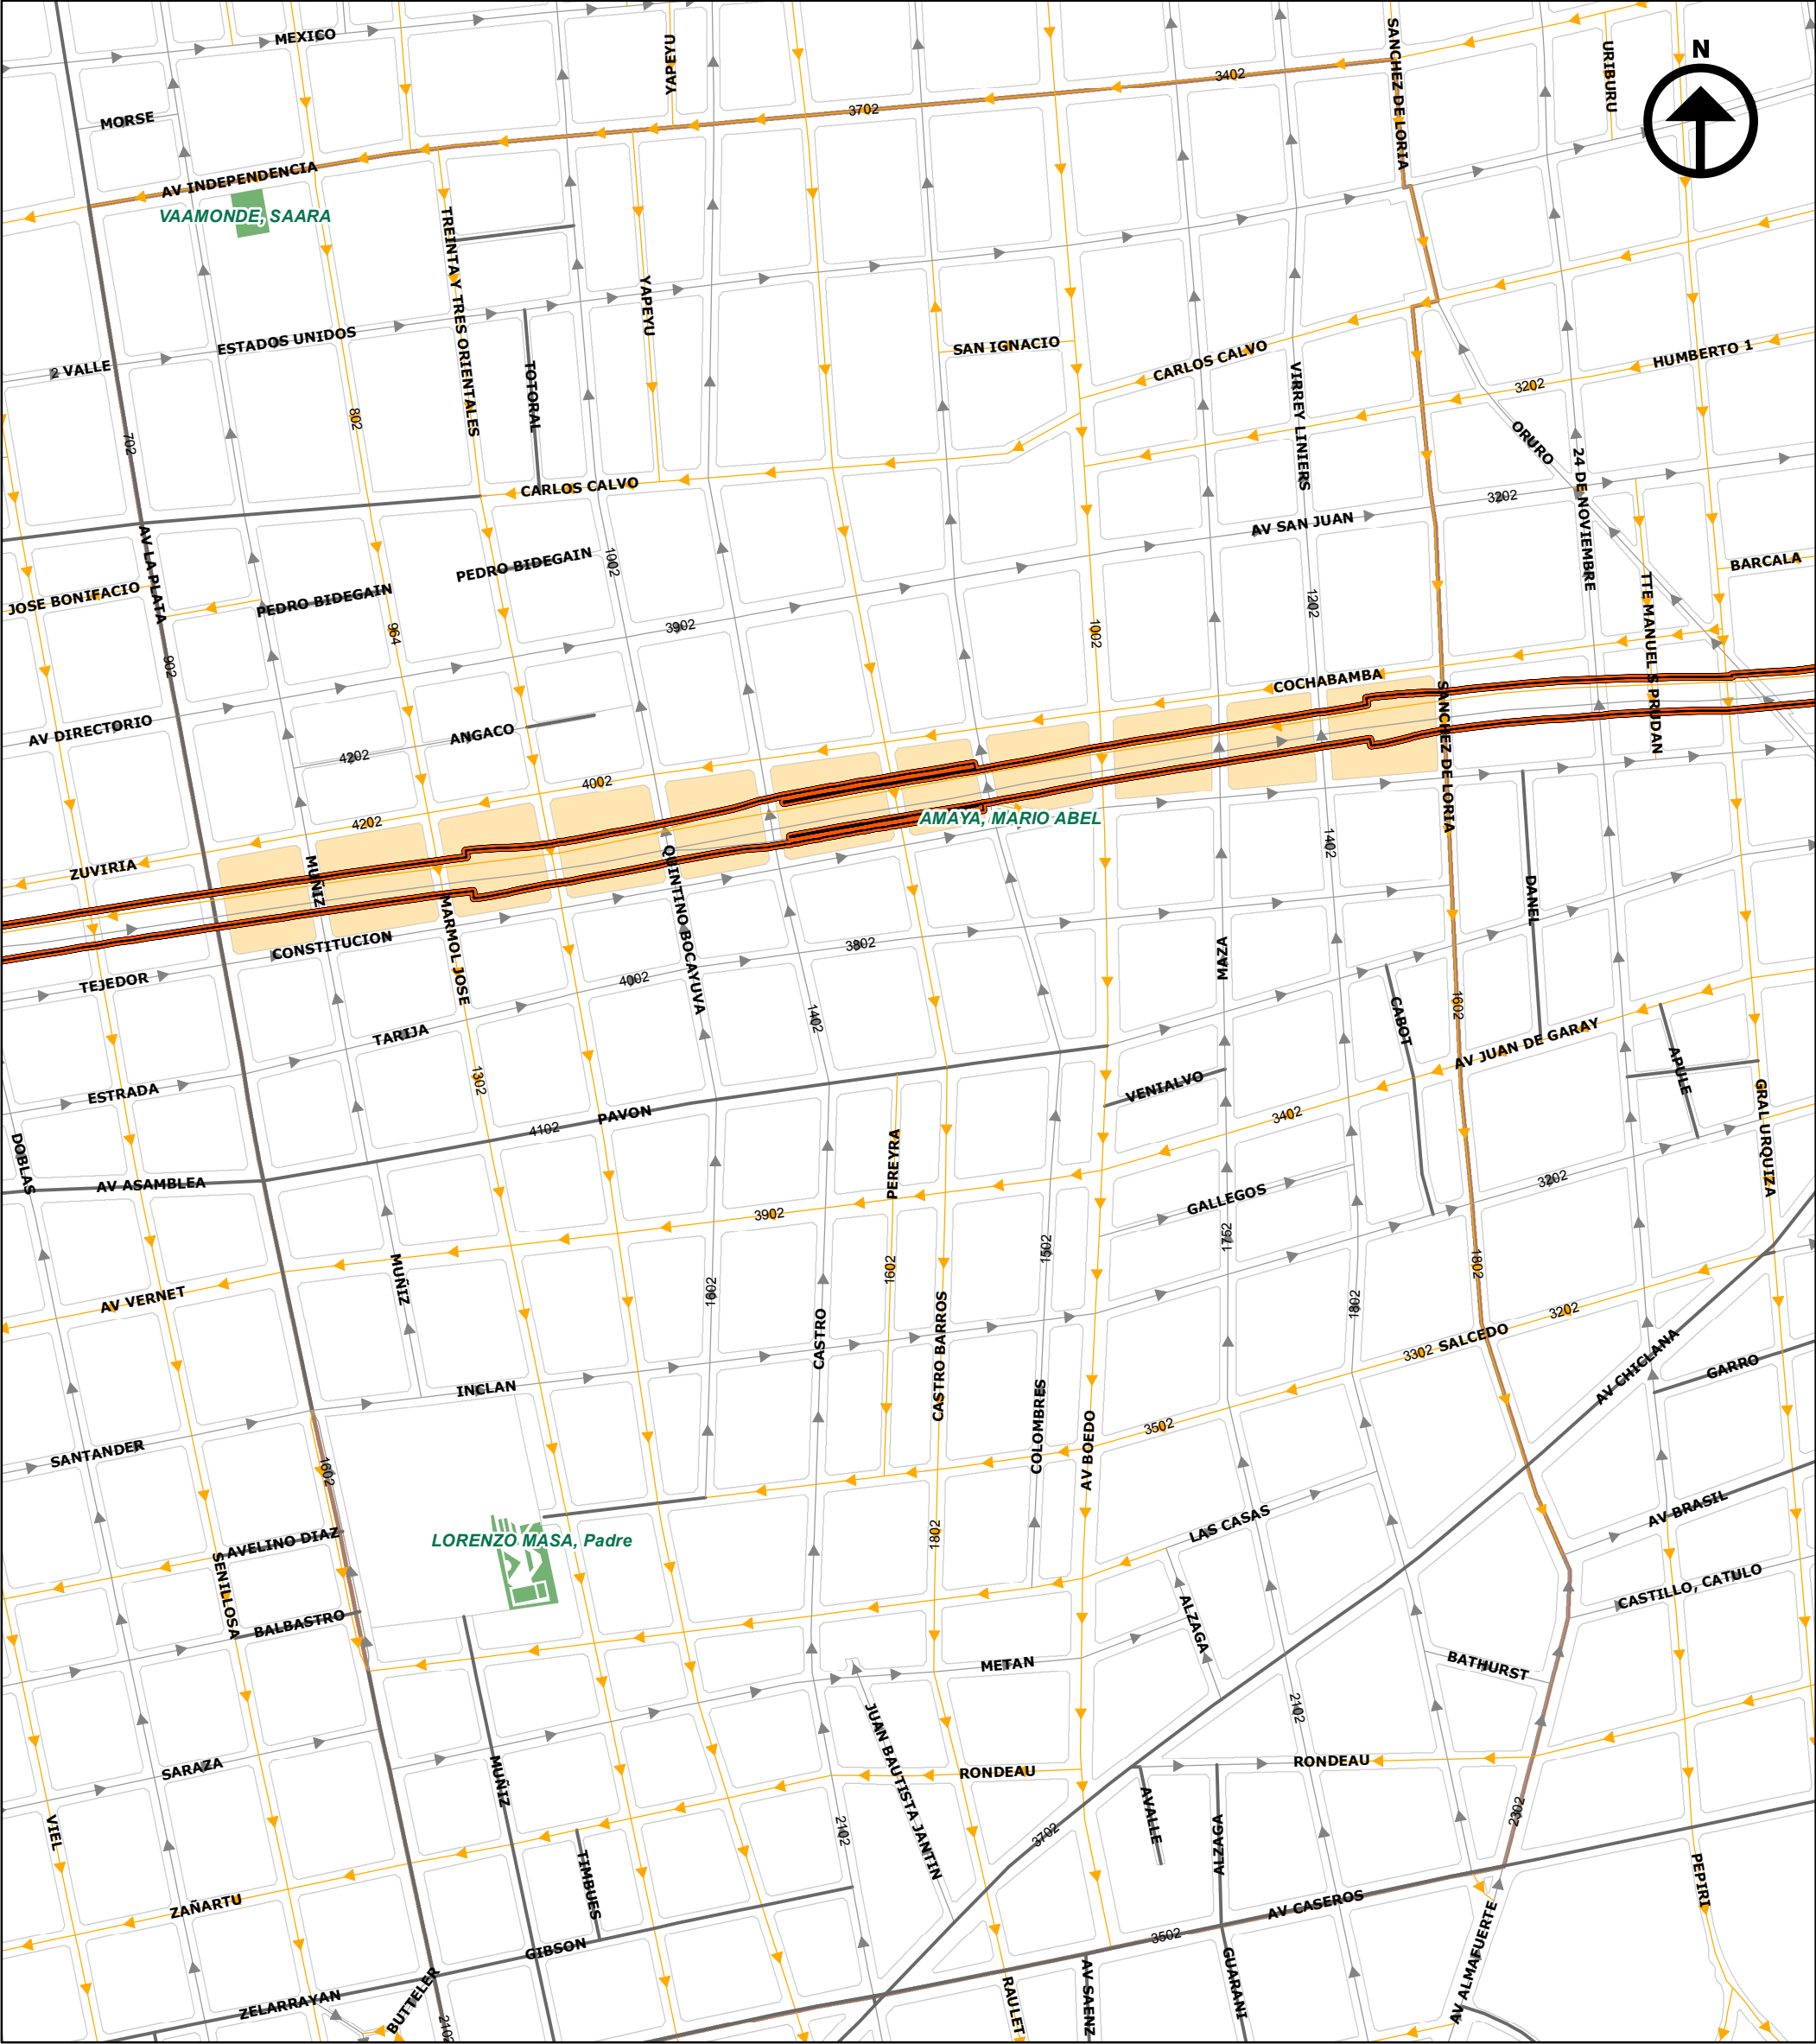 MEXICO
YAPEYU
SANCHEZ DE LORIA
URIBURU
N
3402
3702
MORSE
AV INDEPENDENCIA
VAAMONDE, SAARA
TREINTA Y TRES ORIENTALES
YAPEYU
ESTADOS UNIDOS
2 VALLE
SAN IGNACIO
CARLOS CALVO
HUMBERTO 1
3202
TOTORAL
VIRREY LINIERS
802
702
ORURO
24 DE NOVIEMBRE
CARLOS CALVO
3202
AV SAN JUAN
AV LA PLATA
PEDRO BIDEGAIN
1002
BARCALA
JOSE BONIFACIO
PEDRO BIDEGAIN
1202
TTE MANUEL S PRUDAN
964
3902
1002
902
COCHABAMBA
SANCHEZ DE LORIA
AV DIRECTORIO
ANGACO
4202
4002
4202
AMAYA, MARIO ABEL
1402
ZUVIRIA
MUÑIZ
QUINTINO BOCAYUVA
DANEL
MARMOL JOSE
CONSTITUCION
3802
MAZA
TEJEDOR
4002
1402
1602
CABOT
TARIJA
AV JUAN DE GARAY
APULE
ESTRADA
1302
VENIALVO
PAVON
4102
3402
GRAL URQUIZA
DOBLAS
PEREYRA
AV ASAMBLEA
GALLEGOS
3202
3902
1752
1502
1802
MUÑIZ
1602
1602
AV VERNET
1802
3202
CASTRO
CASTRO BARROS
3302 SALCEDO
AV CHICLANA
GARRO
INCLAN
COLOMBRES
AV BOEDO
3502
SANTANDER
1602
AV BRASIL
LAS CASAS
AVELINO DIAZ
LORENZO MASA, Padre
1802
SENILLOSA
CASTILLO, CATULO
BALBASTRO
ALZAGA
METAN
BATHURST
2102
JUAN BAUTISTA JANTIN
SARAZA
RONDEAU
RONDEAU
MUÑIZ
VIEL
AVALLE
ALZAGA
2302
2102
3702
TIMBUES
PEPIRI
ZAÑARTU
AV CASEROS
GIBSON
3502
AV ALMAFUERTE
ZELARRAYAN
BUTTELER
RAULET
AV SAENZ
GUARANI
2102